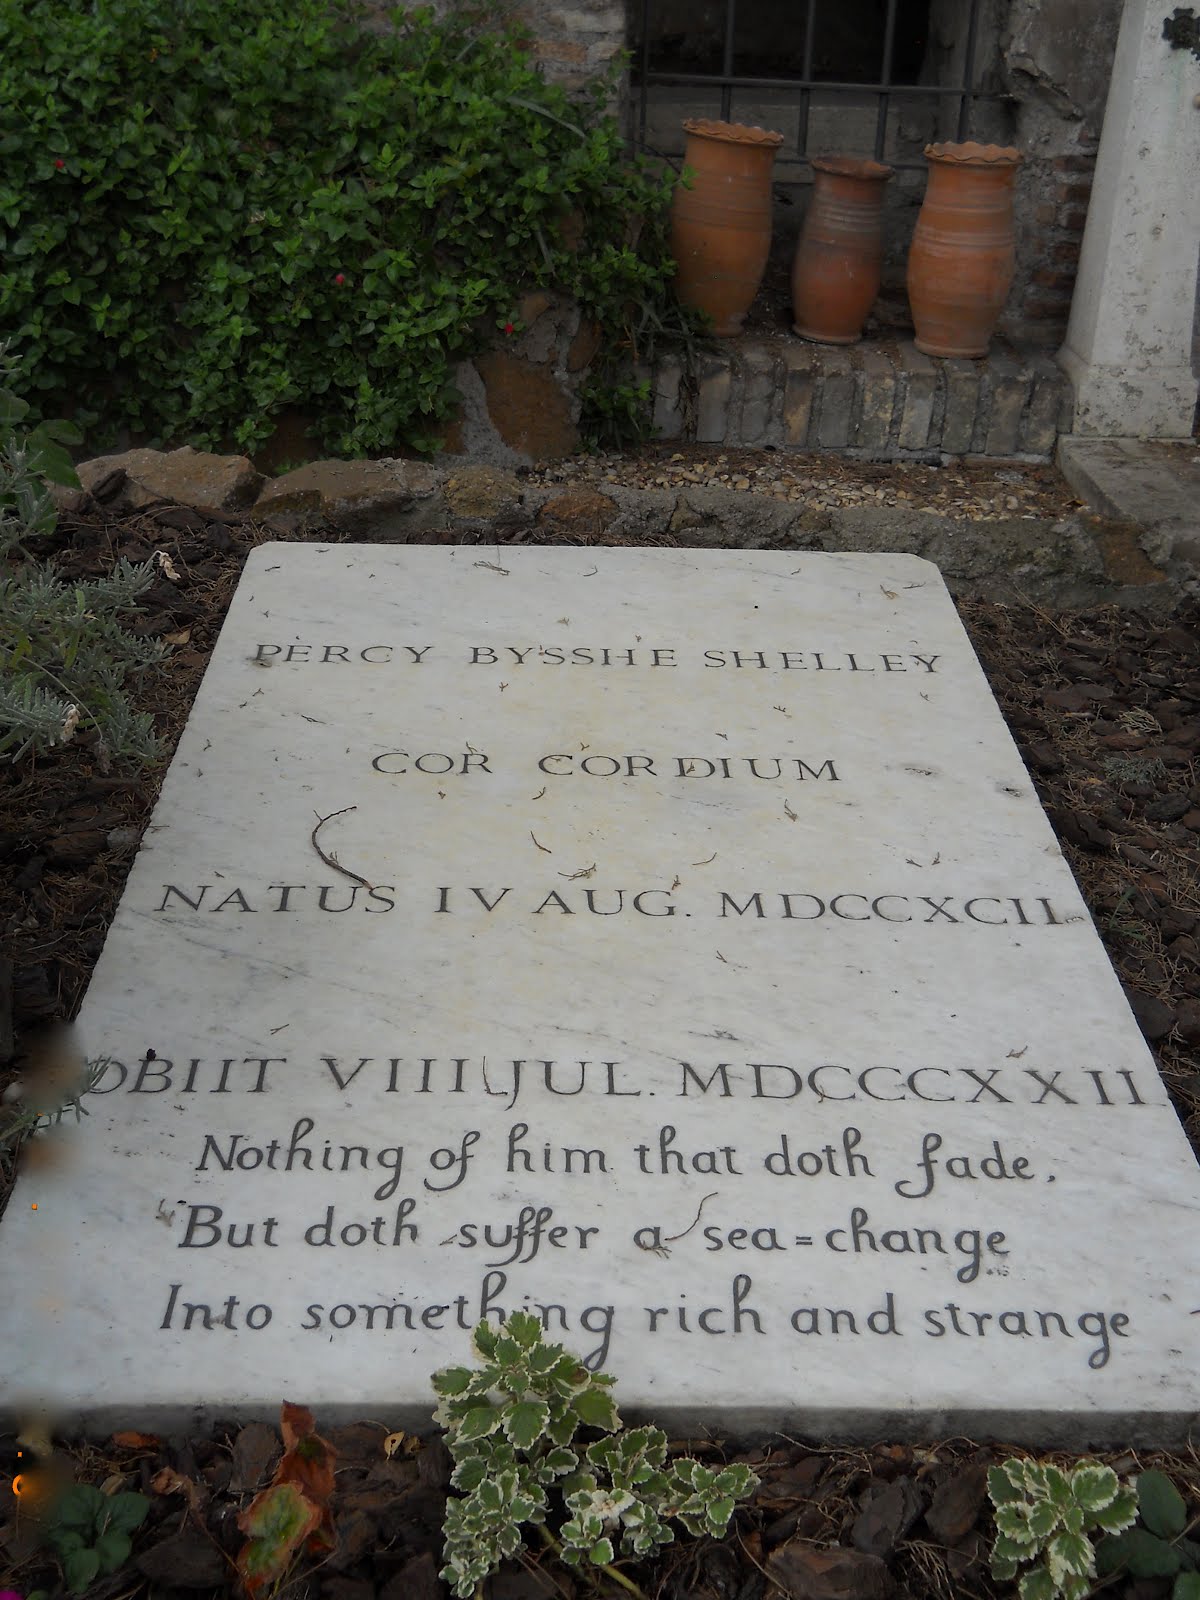 PERCY BYSSHE SHELLEY
COR CORDIUM
NATUS IV AUG. MDCCXCII
OBIIT VIII JUL. MDCCCXXII
Nothing of him that doth fade,
But doth suffer a sea=change
Into something rich and strange